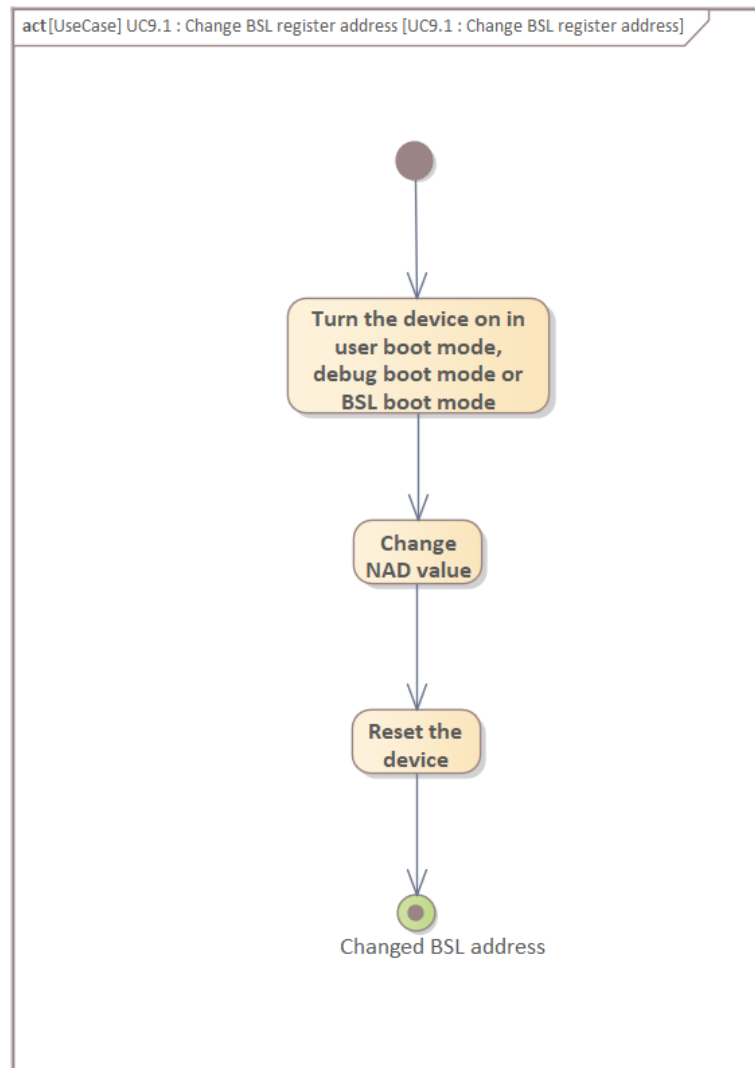 act [UseCase] UC9.1 : Change BSL register address [UC9.1 : Change BSL register address]
Turn the device on in
user boot mode,
debug boot mode or
BSL boot mode
Change
NAD value
Reset the
device
Changed BSL address